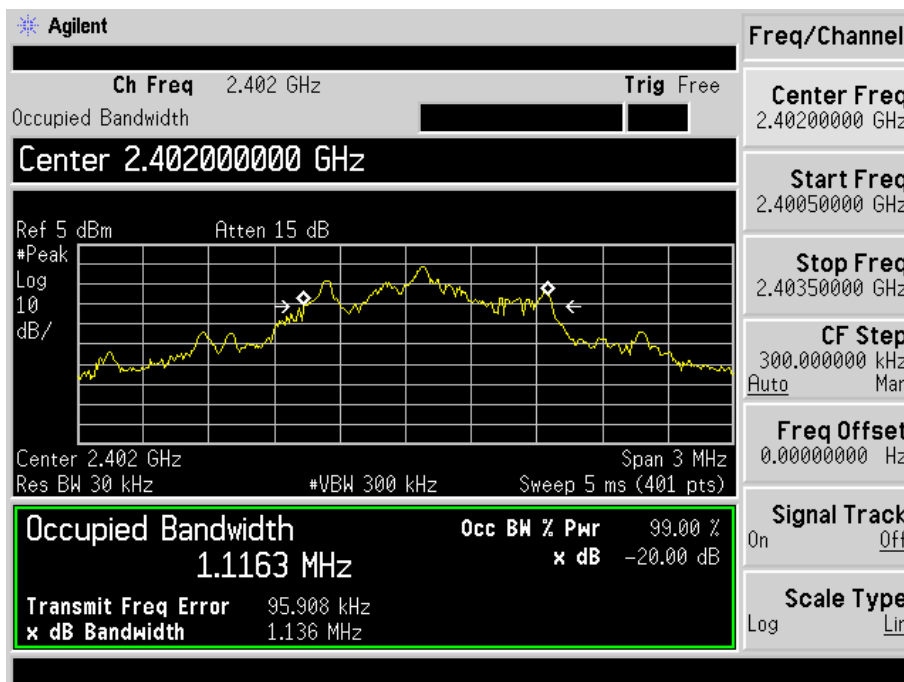 Agilent
Freq/Channel
Ch Freq 2.402 GHz Trig Free
Occupied Bandwidth
Center 2.402000000 GHz
Ref 5 dBm Atten 15 dB
#Peak
Log
10
dB/
Center 2.402 GHz Span 3 MHz
Res BW 30 kHz #VBW 300 kHz Sweep 5 ms (401 pts)
Occupied Bandwidth Occ BW % Pwr 99.00 %
1.1163 MHz x dB -20.00 dB
Transmit Freq Error 95.908 kHz
x dB Bandwidth 1.136 MHz
Center Freq
2.40200000 GHz
Start Freq
2.40050000 GHz
Stop Freq
2.40350000 GHz
CF Step
300.000000 kHz
Auto Man
Freq Offset
0.00000000 Hz
Signal Track
On Off
Scale Type
Log Lin